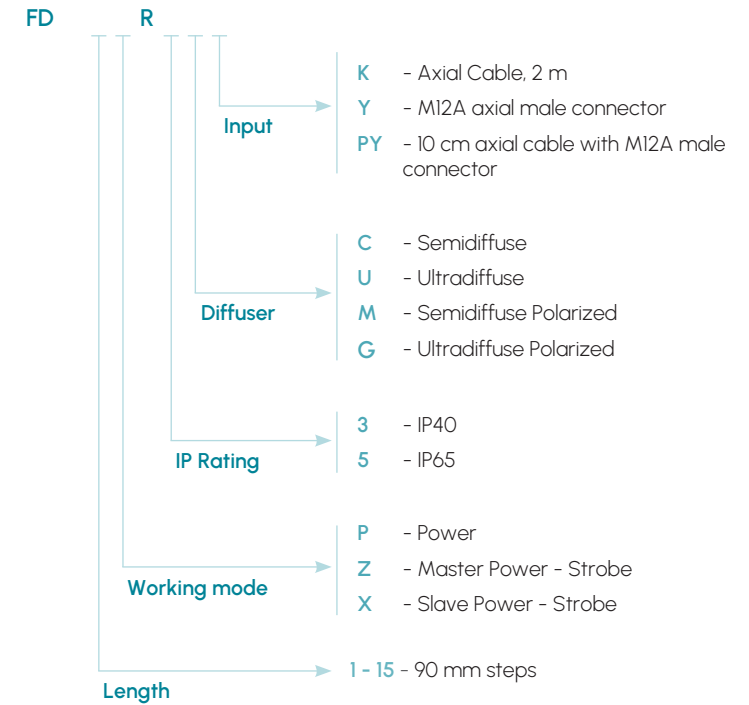 FD R
K - Axial Cable, 2 m
Y - M12A axial male connector
Input
PY - 10 cm axial cable with M12A male
connector
C - Semidiffuse
U - Ultradiffuse
Diffuser
M - Semidiffuse Polarized
G - Ultradiffuse Polarized
3 - IP40
IP Rating
5 - IP65
P - Power
Z - Master Power - Strobe
Working mode
X - Slave Power - Strobe
1 - 15 - 90 mm steps
Length